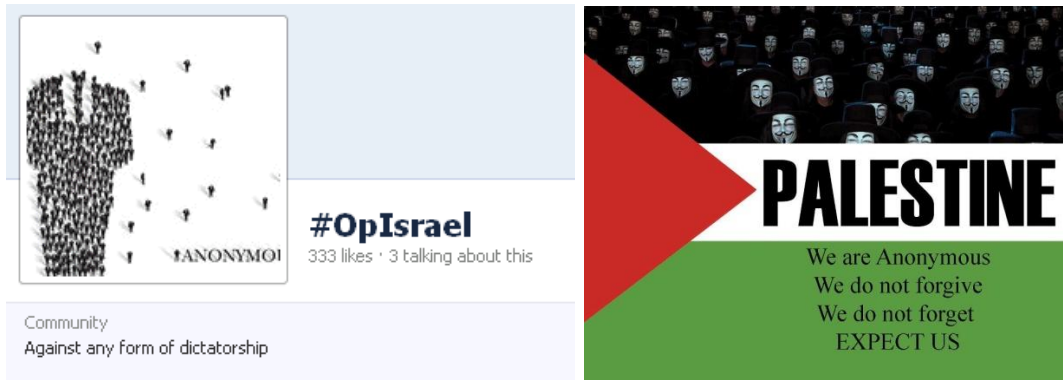 ANONYMO
#OpIsrael
333 likes · 3 talking about this
Community
Against any form of dictatorship
PALESTINE
We are Anonymous
We do not forgive
We do not forget
EXPECT US